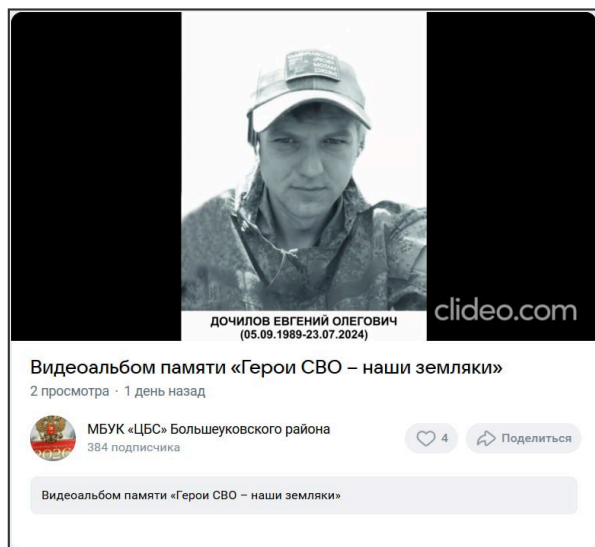 clideo.com
ДОЧИЛОВ ЕВГЕНИЙ ОЛЕГОВИЧ
(05.09.1989-23.07.2024)
Видеоальбом памяти «Герои СВО – наши земляки»
2 просмотра · 1 день назад
МБУК «ЦБС» Большеуковского района
384 подписчика
4
Поделиться
Видеоальбом памяти «Герои СВО – наши земляки»